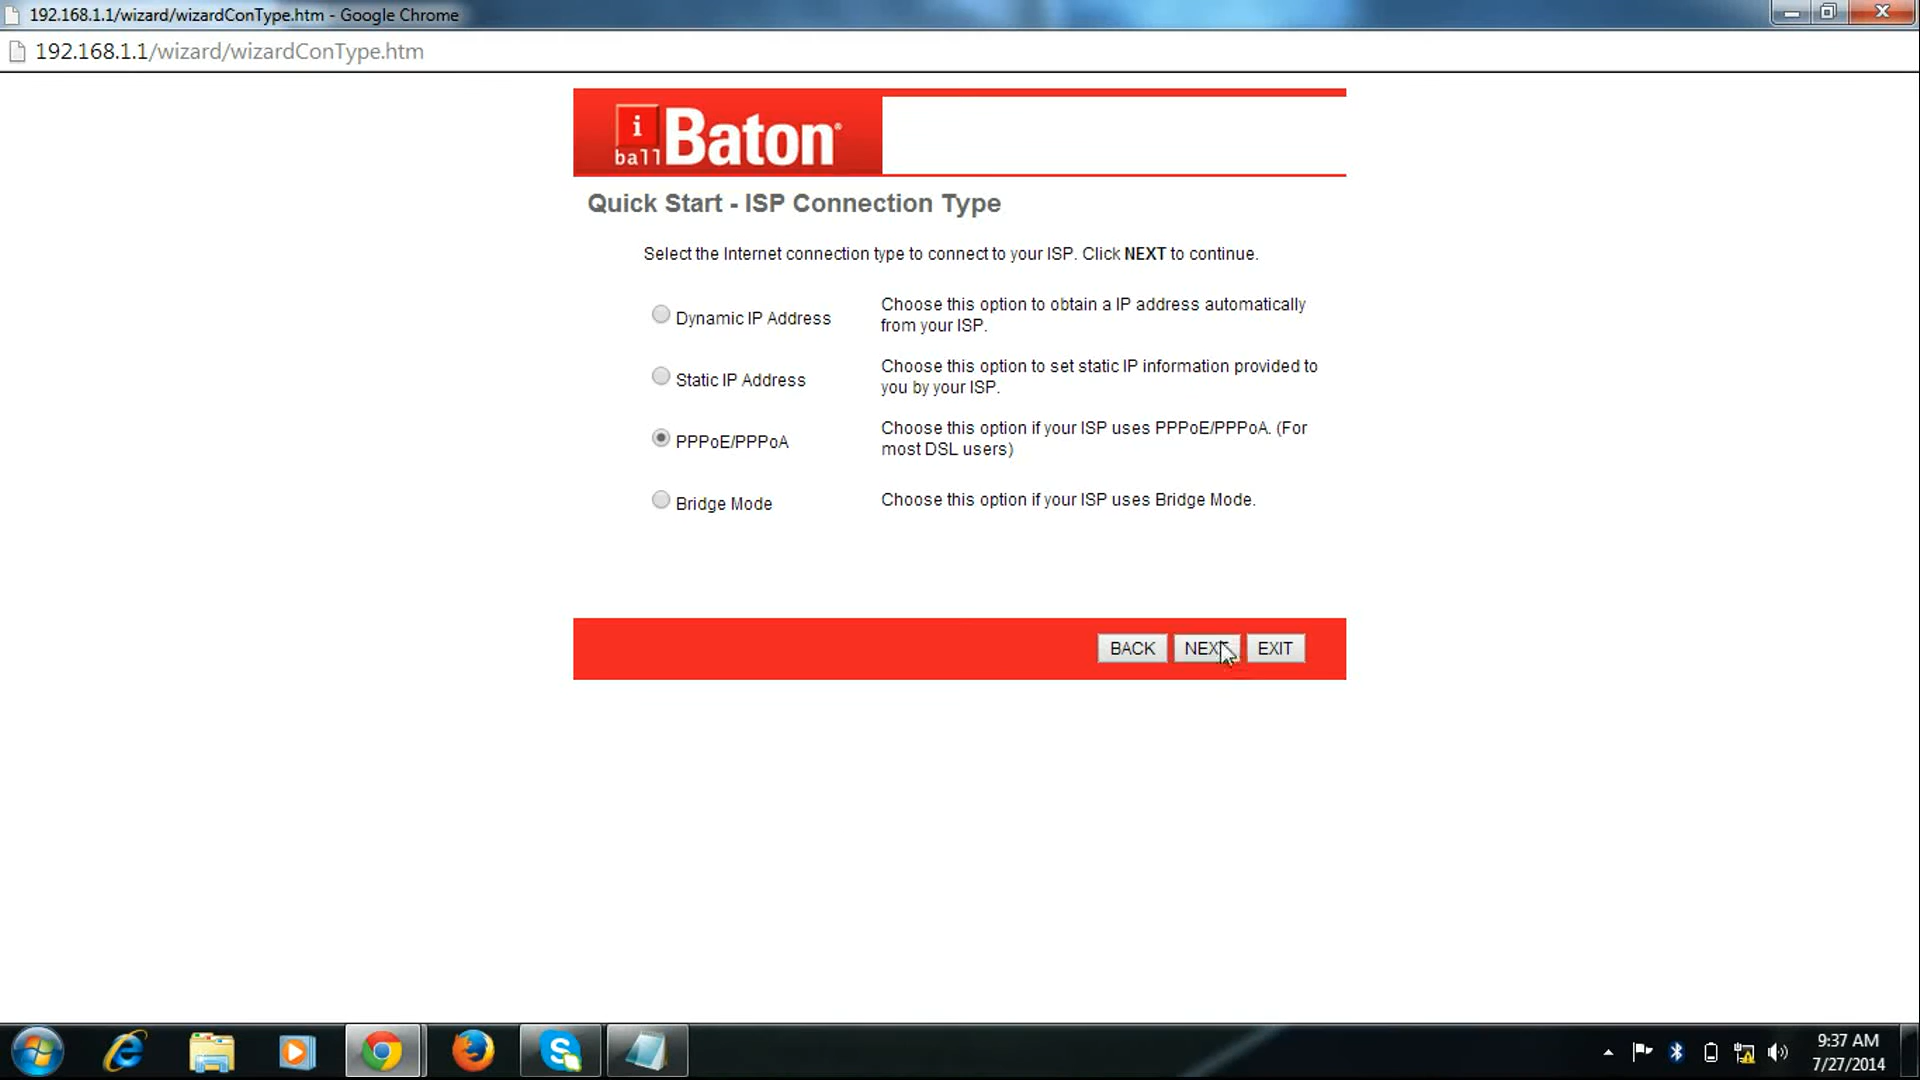 192.168.1.1/wizard/wizardConType.htm - Google Chrome
192.168.1.1/wizard/wizardConType.htm
i
ball Baton®
Quick Start - ISP Connection Type
Select the Internet connection type to connect to your ISP. Click NEXT to continue.
Dynamic IP Address
Choose this option to obtain a IP address automatically
from your ISP.
Static IP Address
Choose this option to set static IP information provided to
you by your ISP.
PPPoE/PPPoA
Choose this option if your ISP uses PPPoE/PPPoA. (For
most DSL users)
Bridge Mode
Choose this option if your ISP uses Bridge Mode.
BACK NEXT EXIT
9:37 AM
7/27/2014